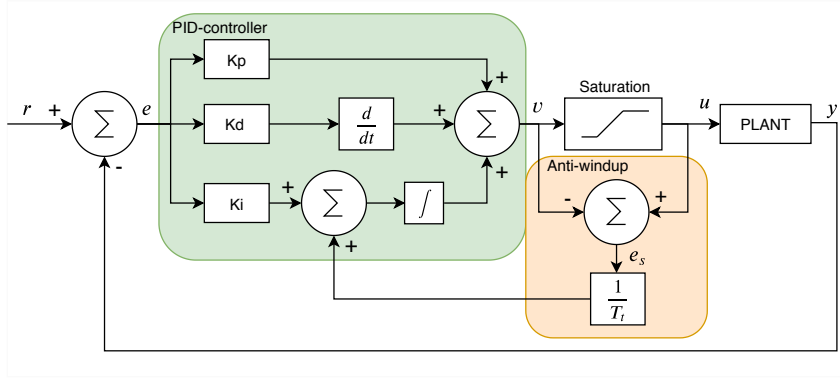 PID-controller
Kp
+
r
+
∑
e
-
Kd
d
dt
+
∑
+
v
Saturation
u
PLANT
y
Ki
+
∑
+
∫
Anti-windup
-
∑
+
e_s
1
T_t